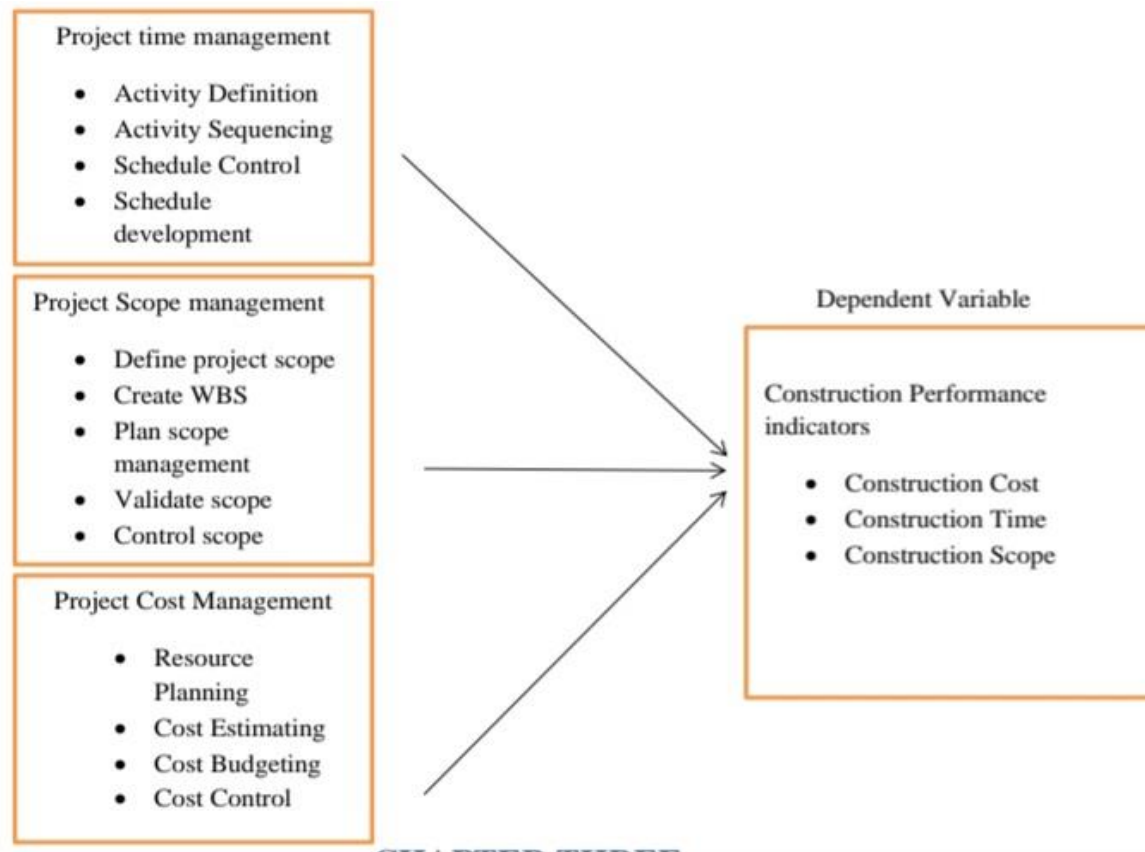 Project time management
• Activity Definition
• Activity Sequencing
• Schedule Control
• Schedule
development
Project Scope management
• Define project scope
• Create WBS
• Plan scope
management
• Validate scope
• Control scope
Project Cost Management
• Resource
Planning
• Cost Estimating
• Cost Budgeting
• Cost Control
Dependent Variable
Construction Performance
indicators
• Construction Cost
• Construction Time
• Construction Scope
CHAPTER THREE